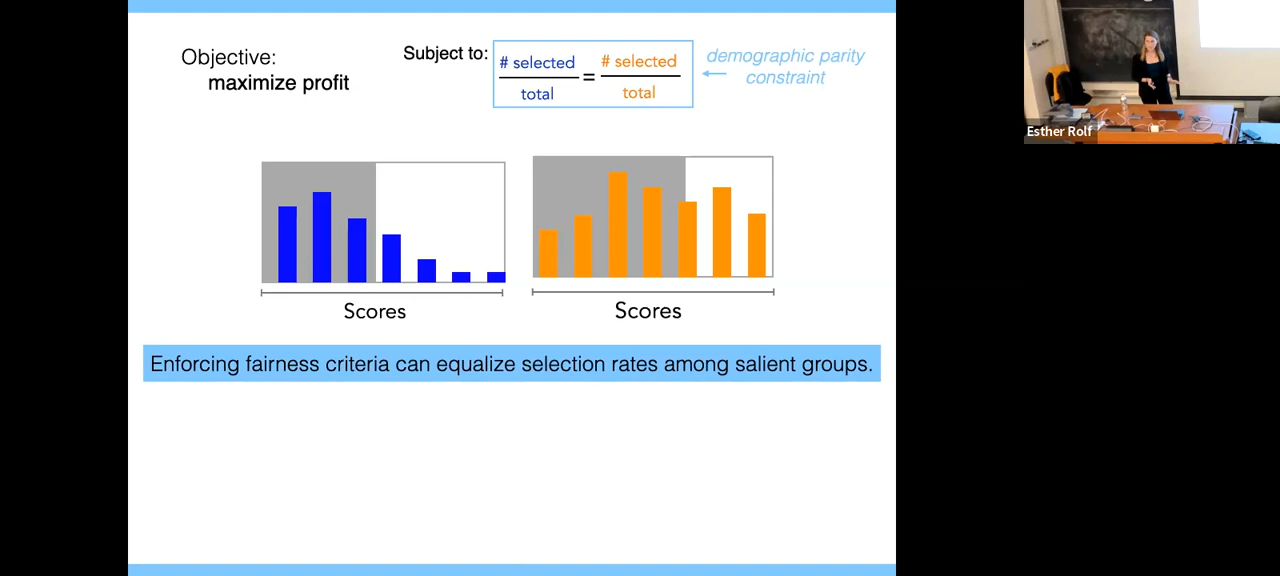 Objective:
maximize profit
Subject to:
# selected
total
=
# selected
total
demographic parity
constraint
Scores
Scores
Enforcing fairness criteria can equalize selection rates among salient groups.
Esther Rolf